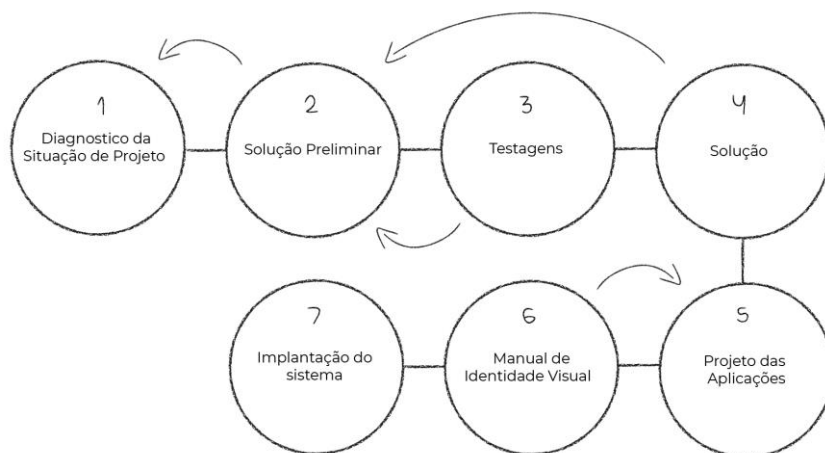 1
Diagnostico da
Situação de Projeto
2
Solução Preliminar
3
Testagens
4
Solução
5
Projeto das
Aplicações
6
Manual de
Identidade Visual
7
Implantação do
sistema